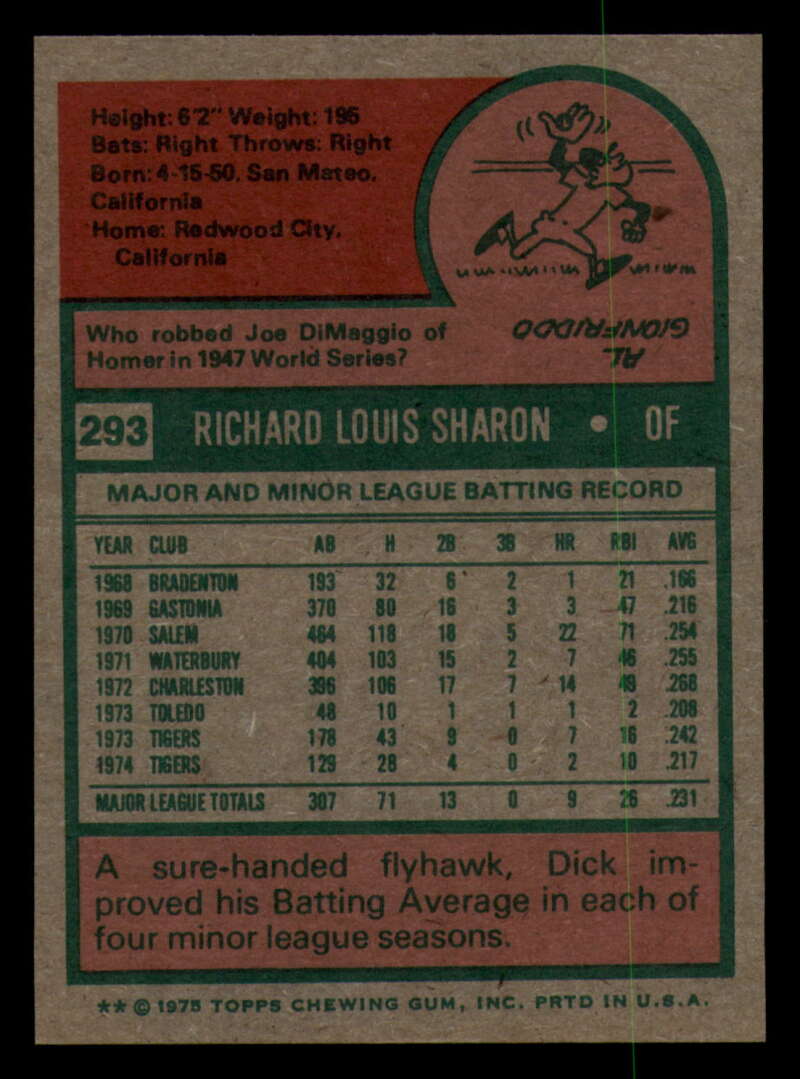 Height: 6'2" Weight: 195
Bats: Right Throws: Right
Born: 4-15-50, San Mateo,
California
Home: Redwood City,
California
Who robbed Joe DiMaggio of
Homer in 1947 World Series?
AL
GIONFRIDDO
293 RICHARD LOUIS SHARON • OF
MAJOR AND MINOR LEAGUE BATTING RECORD
YEAR CLUB AB H 2B 3B HR RBI AVG
1968 BRADENTON 193 32 6 2 1 21 .166
1969 GASTONIA 370 80 16 3 3 47 .216
1970 SALEM 464 118 18 5 22 71 .254
1971 WATERBURY 404 103 15 2 7 46 .255
1972 CHARLESTON 396 106 17 7 14 49 .268
1973 TOLEDO 48 10 1 1 1 2 .208
1973 TIGERS 178 43 9 0 7 16 .242
1974 TIGERS 129 28 4 0 2 10 .217
MAJOR LEAGUE TOTALS 307 71 13 0 9 26 .231
A sure-handed flyhawk, Dick im-
proved his Batting Average in each of
four minor league seasons.
** © 1975 TOPPS CHEWING GUM, INC. PRTD IN U.S.A.